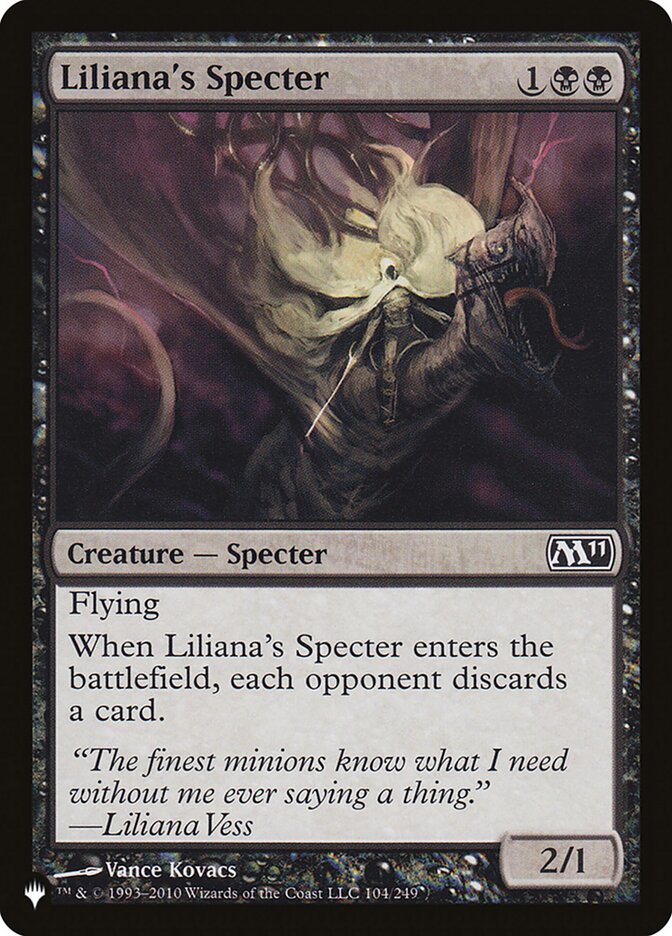 Liliana's Specter 1
Creature — Specter M11
Flying
When Liliana's Specter enters the
battlefield, each opponent discards
a card.
“The finest minions know what I need
without me ever saying a thing.”
—Liliana Vess
2/1
Vance Kovacs
™ & © 1993–2010 Wizards of the Coast LLC 104/249